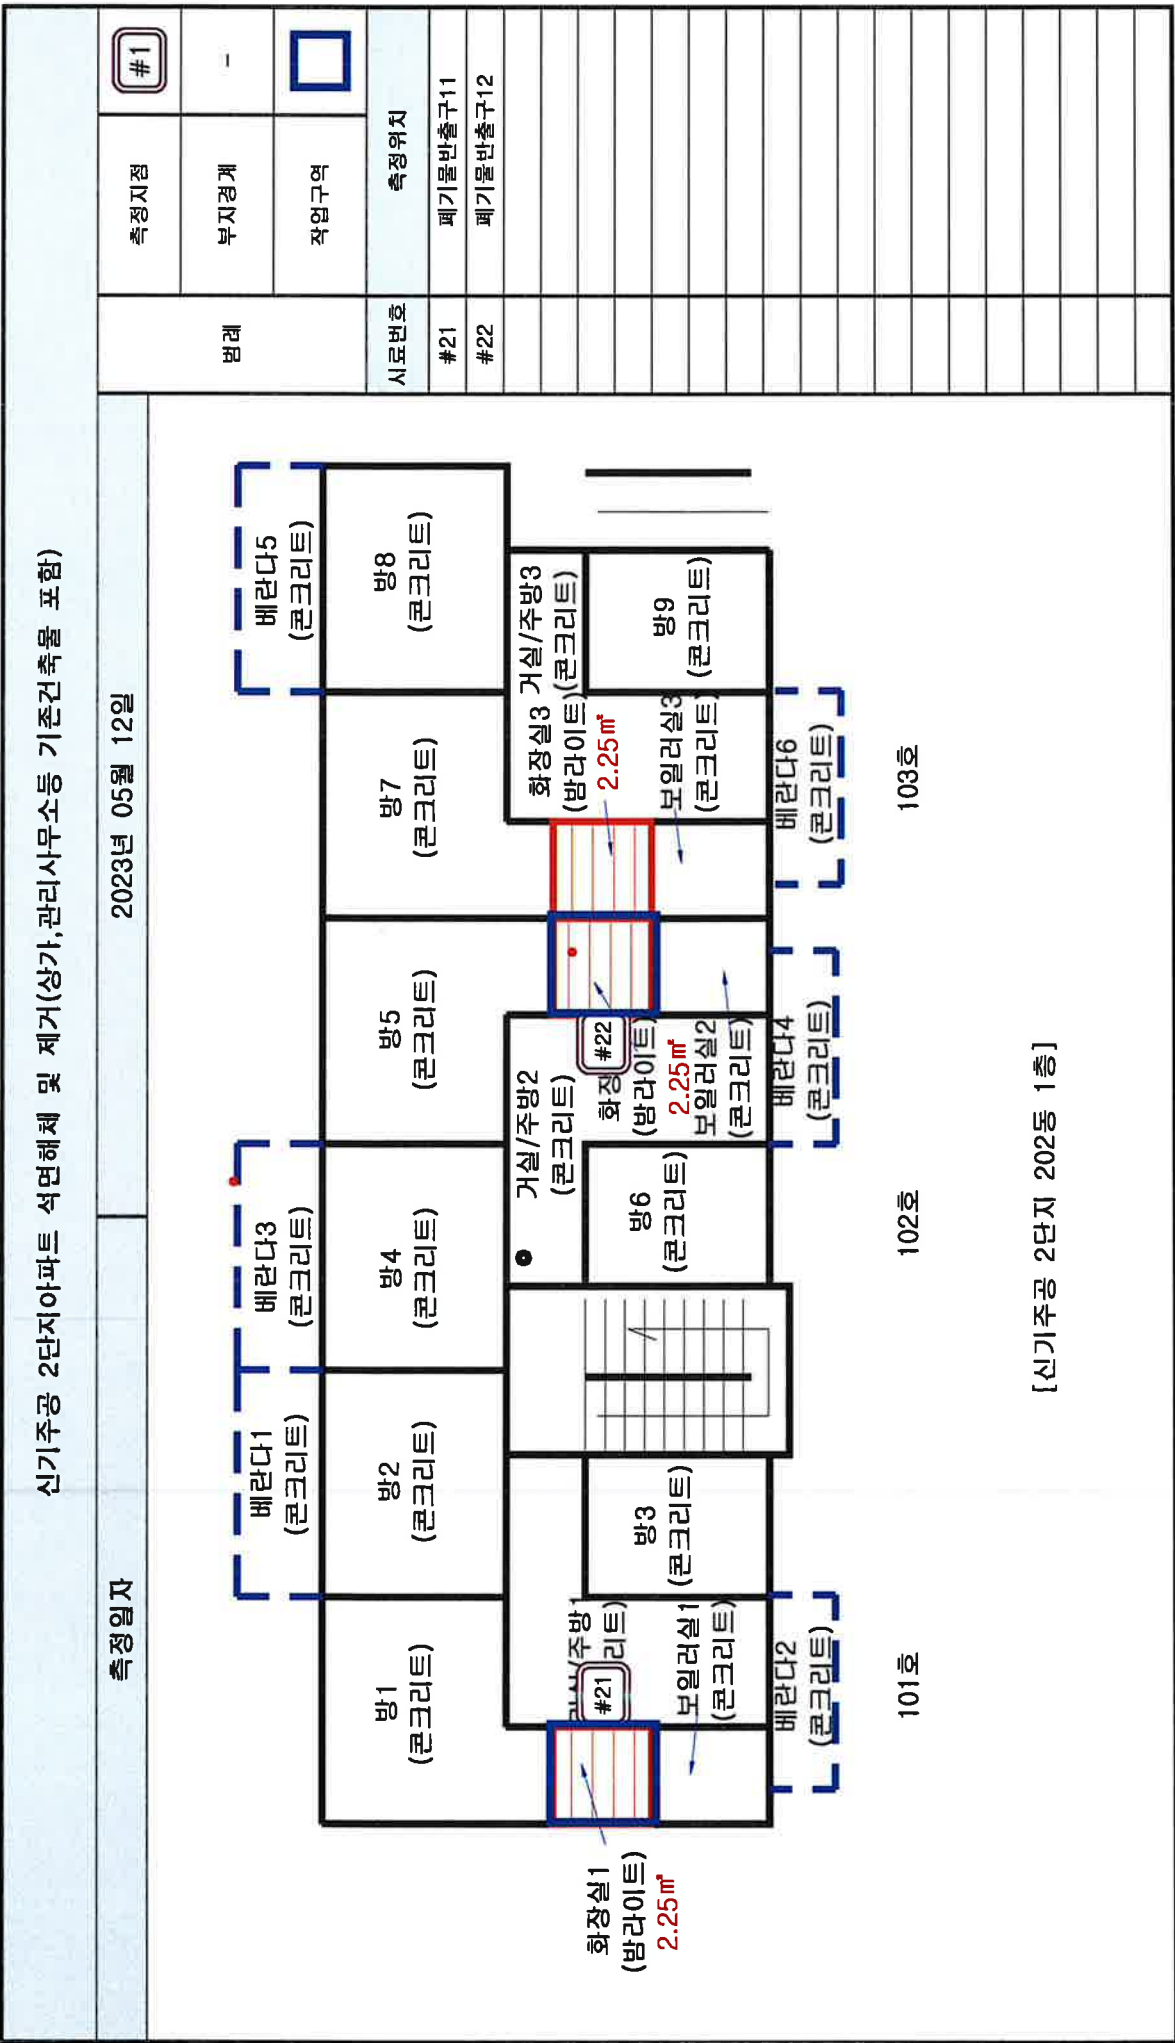 신기주공 2단지아파트 석면해체 및 제거(상가,관리사무소등 기존건축물 포함)
측정일자
2023년 05월 12일
범례
측정지점
#1
부지경계
-
작업구역
시료번호
측정위치
#21
폐기물반출구11
#22
폐기물반출구12
베란다1
(콘크리트)
베란다3
(콘크리트)
베란다5
(콘크리트)
방1
(콘크리트)
방2
(콘크리트)
방4
(콘크리트)
방5
(콘크리트)
방7
(콘크리트)
방8
(콘크리트)
거실/주방2
(콘크리트)
화장실3
(밤라이트)
2.25㎡
거실/주방3
(콘크리트)
화장실1
(밤라이트)
2.25㎡
#21
/주방1
리트)
보일러실1
(콘크리트)
방3
(콘크리트)
방6
(콘크리트)
#22
화장
(밤라이트)
2.25㎡
보일러실2
(콘크리트)
보일러실3
(콘크리트)
방9
(콘크리트)
베란다2
(콘크리트)
베란다4
(콘크리트)
베란다6
(콘크리트)
101호
102호
103호
[신기주공 2단지 202동 1층]